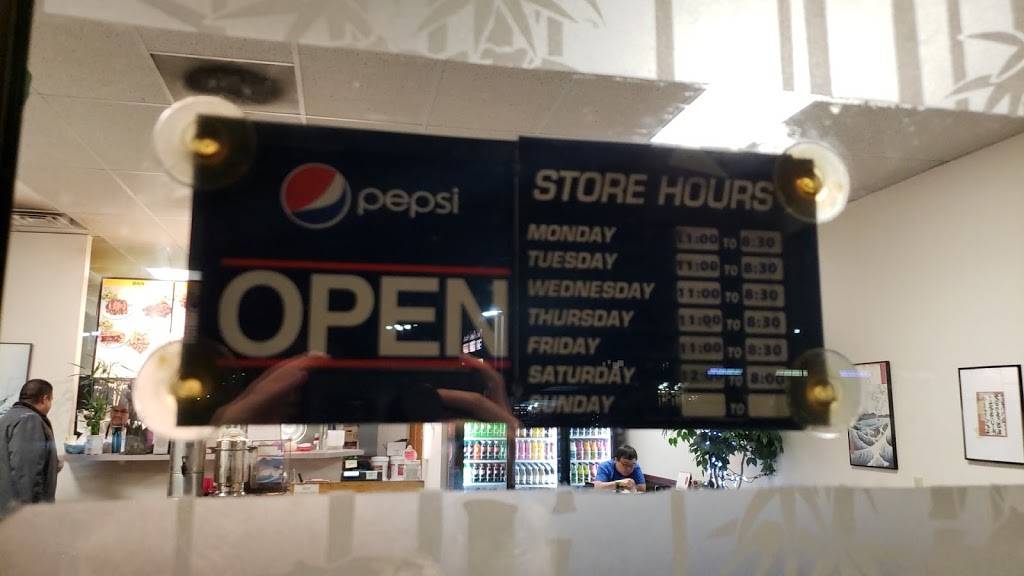 pepsi
OPEN
STORE HOURS
MONDAY 11:00 TO 8:30
TUESDAY 11:00 TO 8:30
WEDNESDAY 11:00 TO 8:30
THURSDAY 11:00 TO 8:30
FRIDAY 11:00 TO 8:30
SATURDAY 12:00 TO 8:00
SUNDAY TO